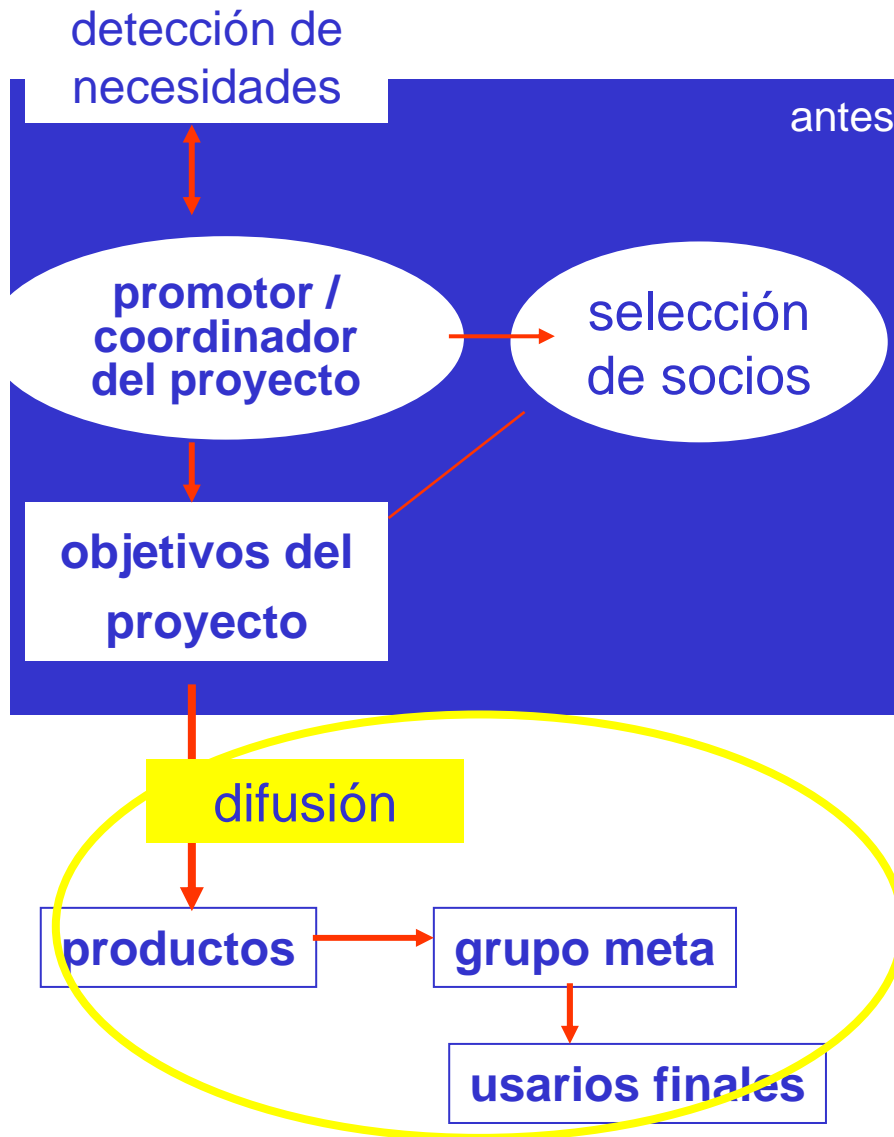 detección de
necesidades
antes
promotor /
coordinador
del proyecto
selección
de socios
objetivos del
proyecto
difusión
productos
grupo meta
usarios finales